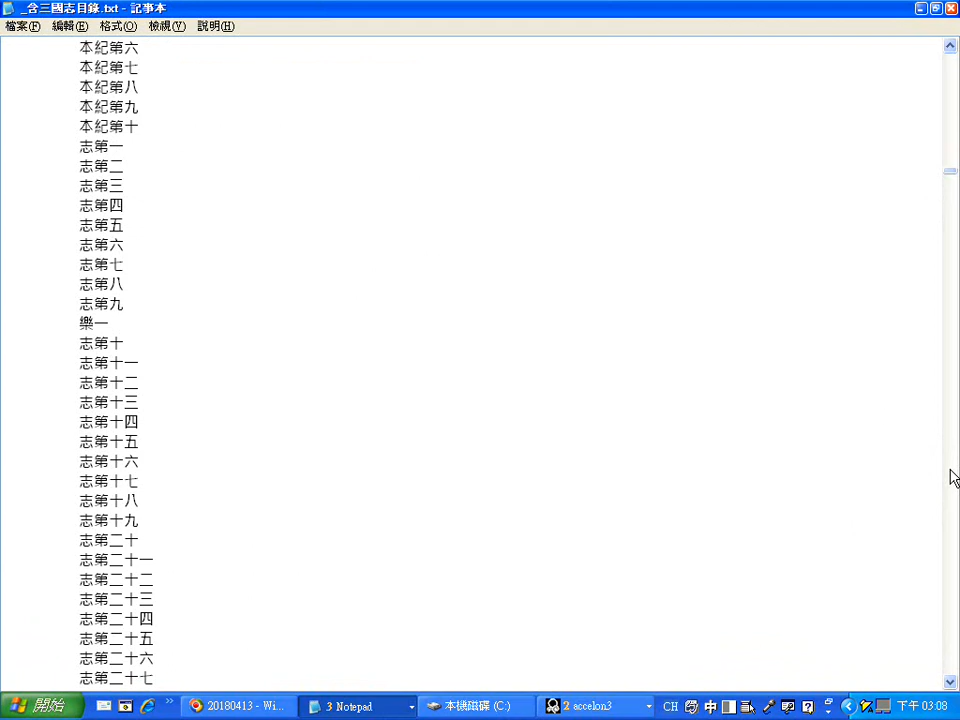 _含三國志目錄.txt - 記事本
檔案(F) 編輯(E) 格式(O) 檢視(V) 說明(H)
本紀第六
本紀第七
本紀第八
本紀第九
本紀第十
志第一
志第二
志第三
志第四
志第五
志第六
志第七
志第八
志第九
樂一
志第十
志第十一
志第十二
志第十三
志第十四
志第十五
志第十六
志第十七
志第十八
志第十九
志第二十
志第二十一
志第二十二
志第二十三
志第二十四
志第二十五
志第二十六
志第二十七
開始 20180413 - Wi... 3 Notepad 本機磁碟 (C:) 2 accelon3 CH 中 下午 03:08